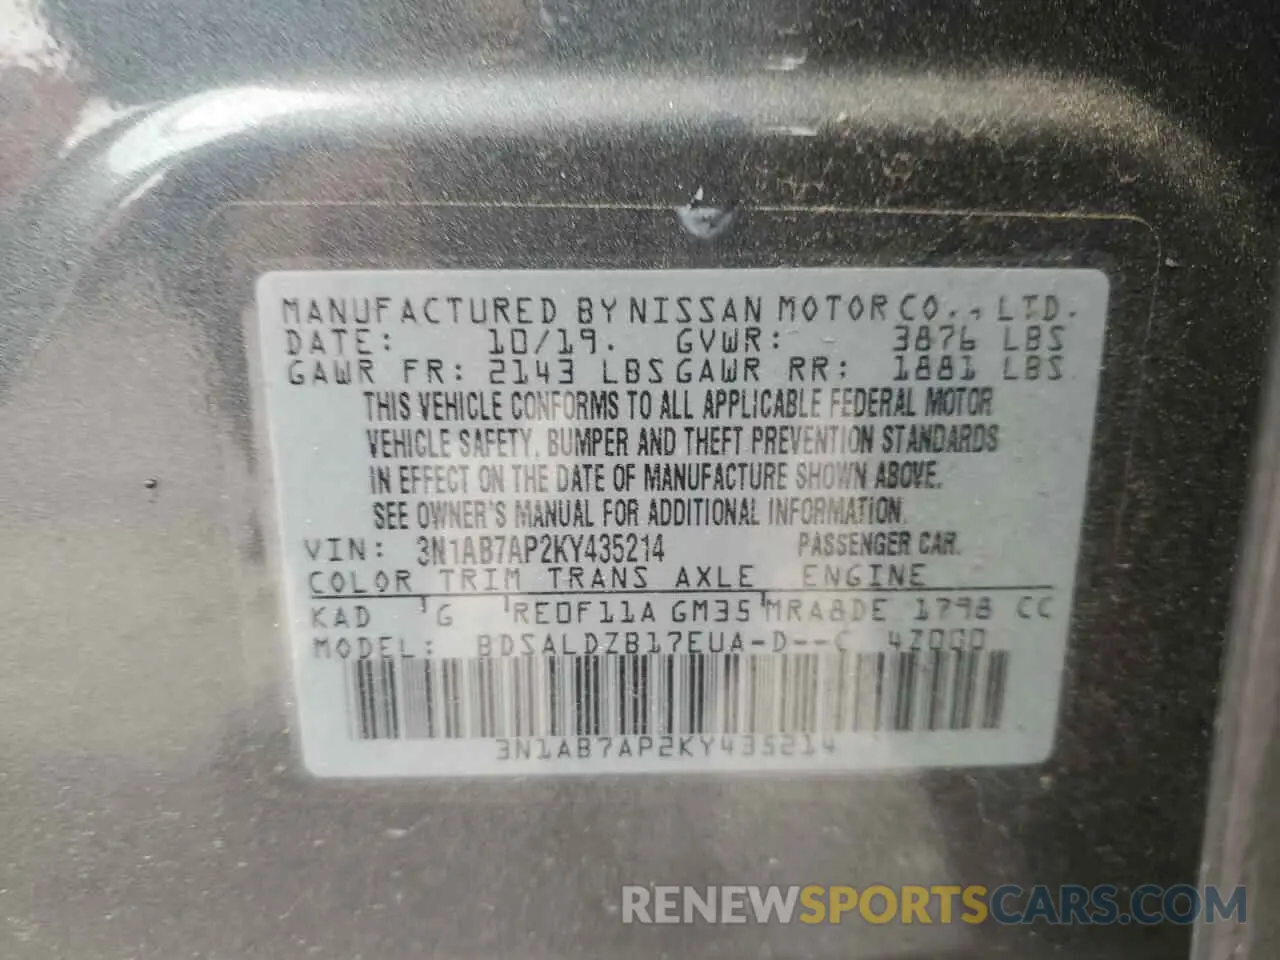 MANUFACTURED BY NISSAN MOTOR CO., LTD.
DATE: 10/19. GVWR: 3876 LBS
GAWR FR: 2143 LBS GAWR RR: 1881 LBS
THIS VEHICLE CONFORMS TO ALL APPLICABLE FEDERAL MOTOR
VEHICLE SAFETY, BUMPER AND THEFT PREVENTION STANDARDS
IN EFFECT ON THE DATE OF MANUFACTURE SHOWN ABOVE.
SEE OWNER'S MANUAL FOR ADDITIONAL INFORMATION.
VIN: 3N1AB7AP2KY435214 PASSENGER CAR.
COLOR TRIM TRANS AXLE ENGINE
KAD G RE0F11A GM35 MRA8DE 1798 CC
MODEL: BDSALDZB17EUA-D--C 4Z000
3N1AB7AP2KY435214
RENEWSPORTSCARS.COM